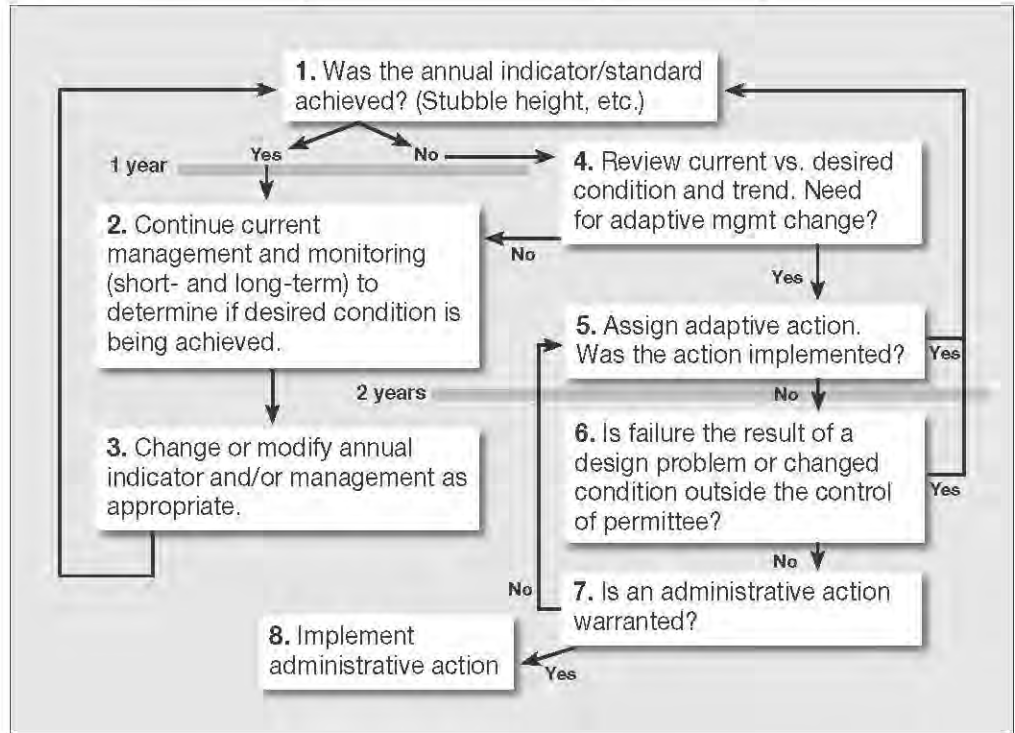 1. Was the annual indicator/standard
achieved? (Stubble height, etc.)
Yes
No
1 year
4. Review current vs. desired
condition and trend. Need
for adaptive mgmt change?
2. Continue current
management and monitoring
(short- and long-term) to
determine if desired condition is
being achieved.
No
Yes
5. Assign adaptive action.
Was the action implemented?
Yes
2 years
No
3. Change or modify annual
indicator and/or management as
appropriate.
6. Is failure the result of a
design problem or changed
condition outside the control
of permittee?
Yes
No
No
7. Is an administrative action
warranted?
8. Implement
administrative action
Yes